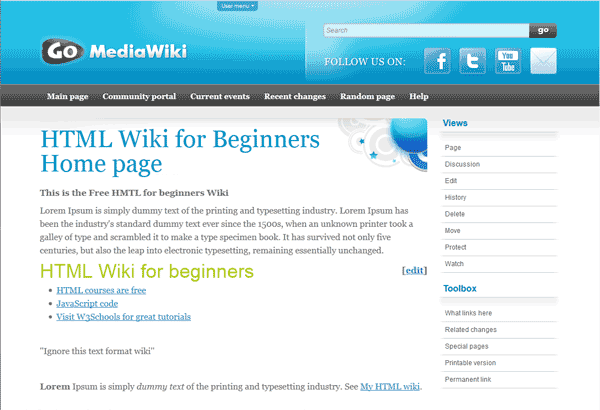 User menu
Search
go
GO MediaWiki
FOLLOW US ON:
f
t
You Tube
Main page Community portal Current events Recent changes Random page Help
HTML Wiki for Beginners
Home page
This is the Free HMTL for beginners Wiki
Lorem Ipsum is simply dummy text of the printing and typesetting industry. Lorem Ipsum has
been the industry's standard dummy text ever since the 1500s, when an unknown printer took a
galley of type and scrambled it to make a type specimen book. It has survived not only five
centuries, but also the leap into electronic typesetting, remaining essentially unchanged.
HTML Wiki for beginners [edit]
HTML courses are free
JavaScript code
Visit W3Schools for great tutorials
"Ignore this text format wiki"
Lorem Ipsum is simply dummy text of the printing and typesetting industry. See My HTML wiki.
Views
Page
Discussion
Edit
History
Delete
Move
Protect
Watch
Toolbox
What links here
Related changes
Special pages
Printable version
Permanent link